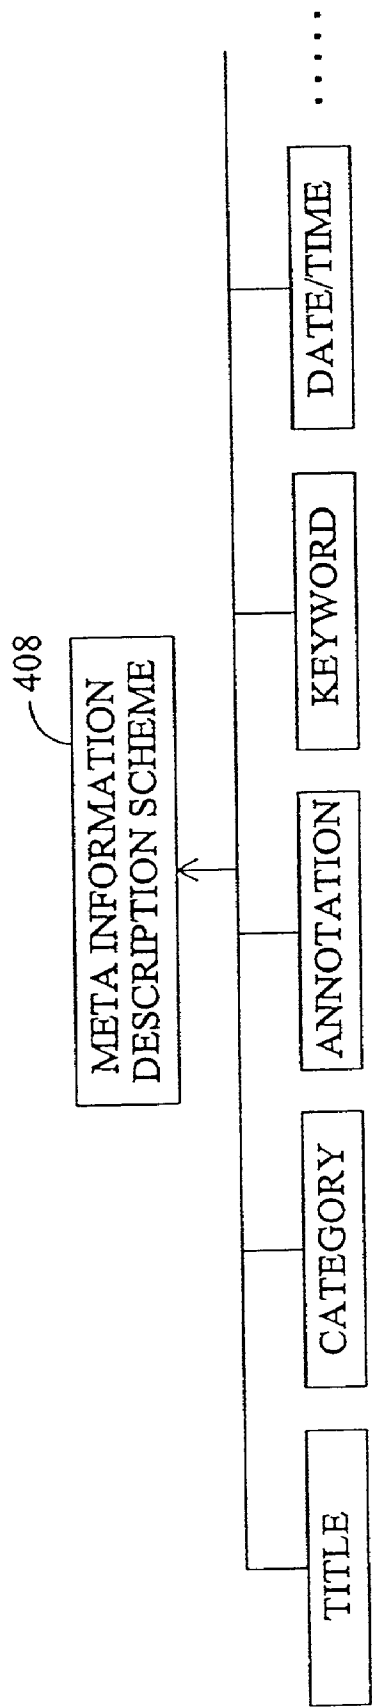 408
META INFORMATION
DESCRIPTION SCHEME
TITLE
CATEGORY
ANNOTATION
KEYWORD
DATE/TIME
.....